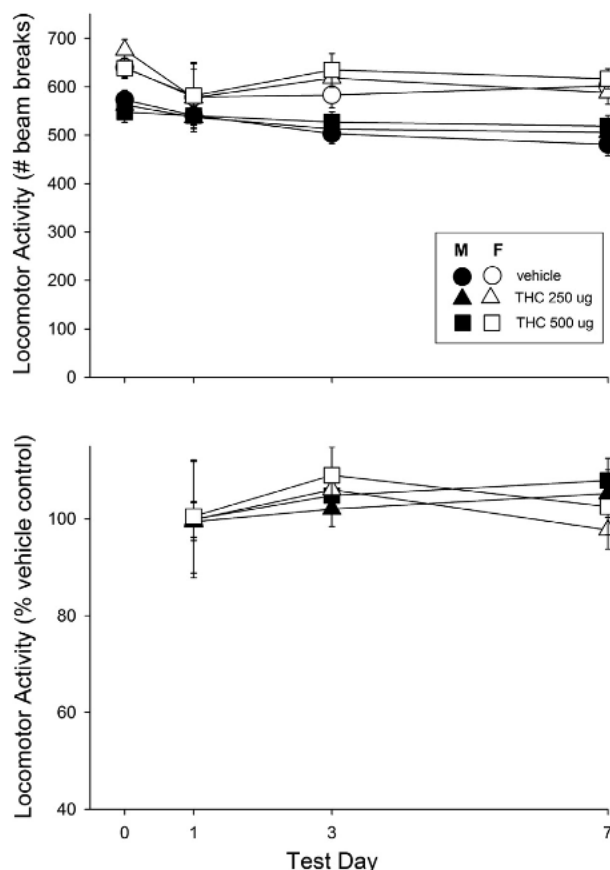 Locomotor Activity (# beam breaks)
700
600
500
400
300
200
100
0
M F
vehicle
THC 250 ug
THC 500 ug
Locomotor Activity (% vehicle control)
100
80
60
40
0 1 3 7
Test Day